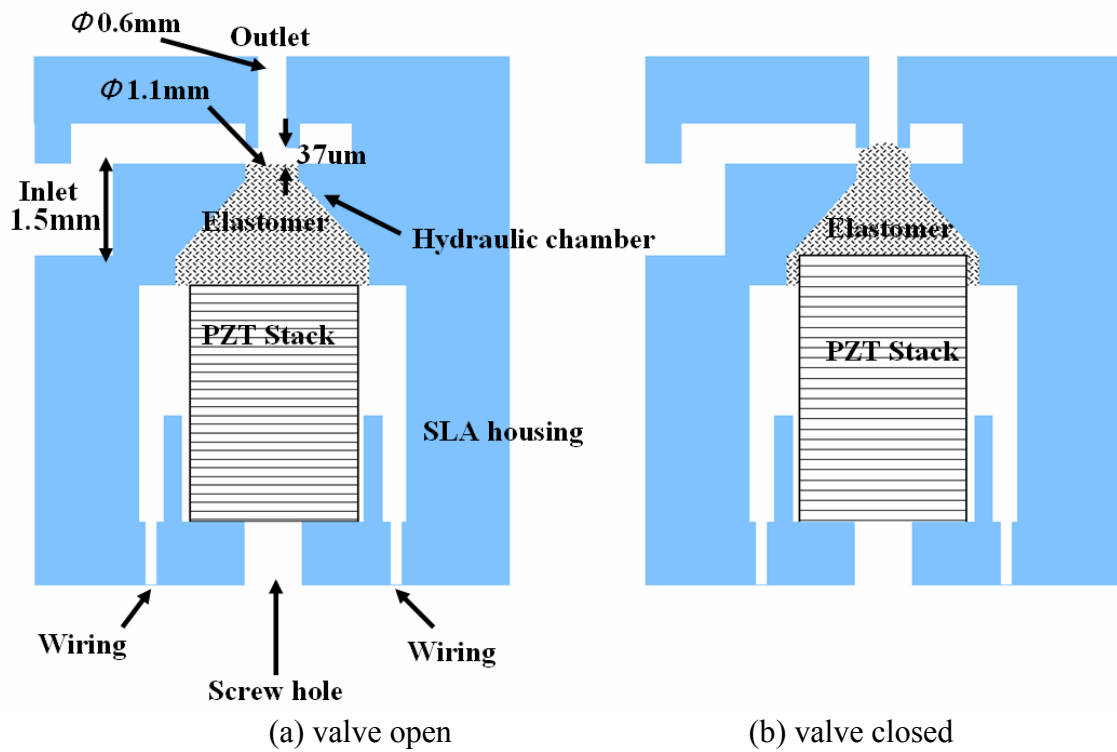 Φ0.6mm
Outlet
Φ1.1mm
37um
Inlet
1.5mm
Elastomer
Hydraulic chamber
PZT Stack
SLA housing
Wiring
Wiring
Screw hole
(a) valve open
Elastomer
PZT Stack
(b) valve closed